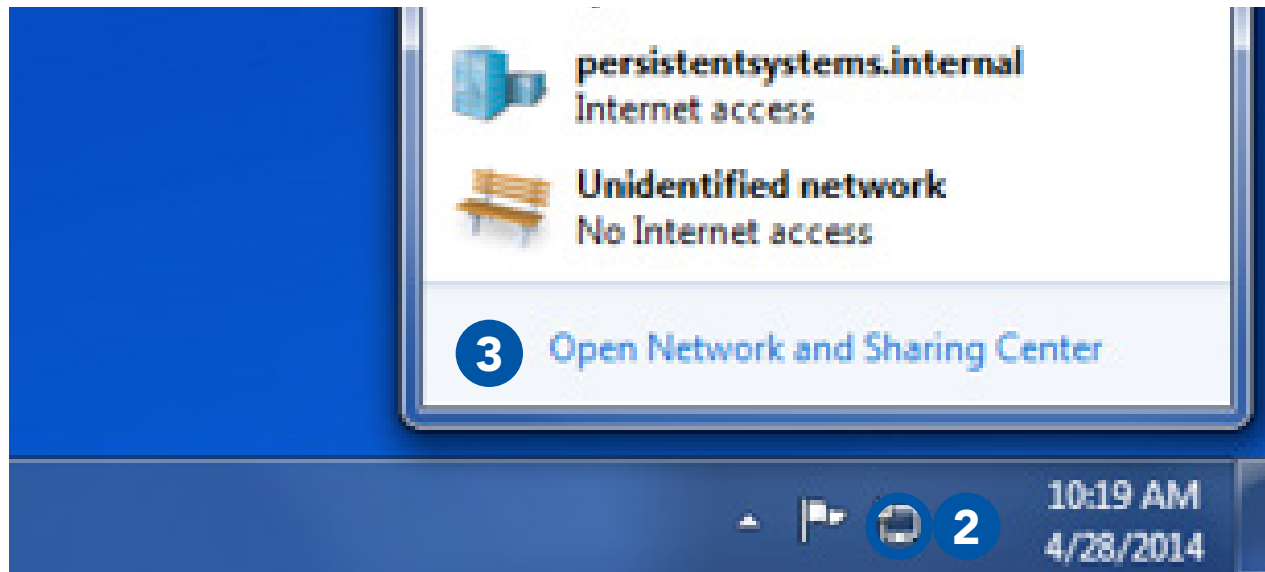 persistentsystems.internal
Internet access
Unidentified network
No Internet access
3 Open Network and Sharing Center
2
10:19 AM
4/28/2014